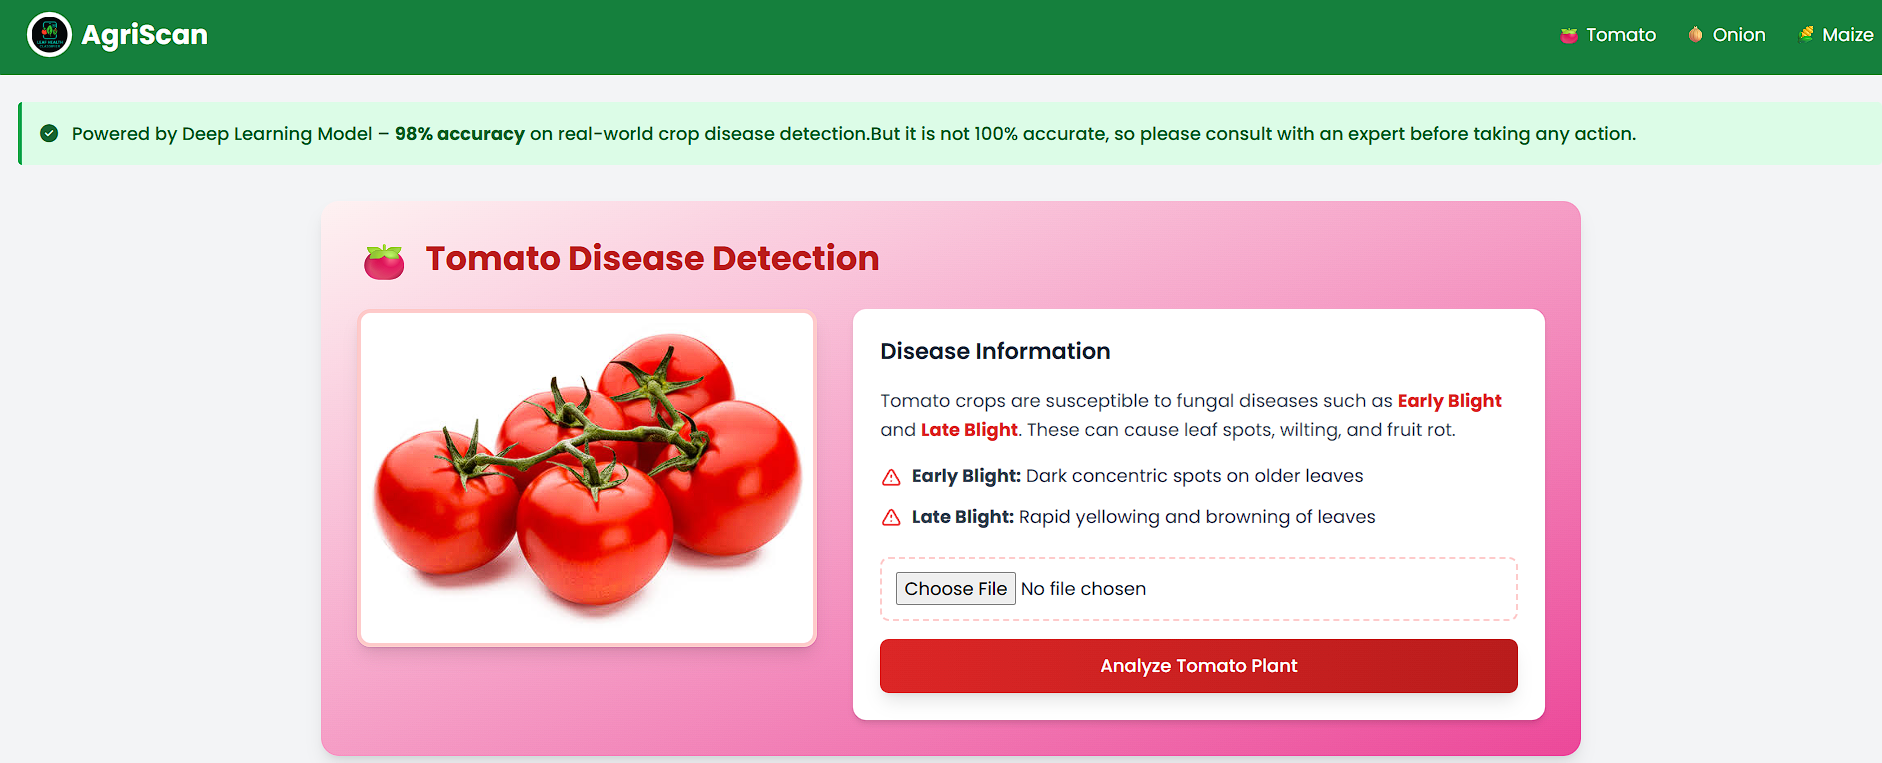 AgriScan
Tomato
Onion
Maize
Powered by Deep Learning Model – 98% accuracy on real-world crop disease detection.But it is not 100% accurate, so please consult with an expert before taking any action.
Tomato Disease Detection
Disease Information
Tomato crops are susceptible to fungal diseases such as Early Blight
and Late Blight. These can cause leaf spots, wilting, and fruit rot.
Early Blight: Dark concentric spots on older leaves
Late Blight: Rapid yellowing and browning of leaves
Choose File No file chosen
Analyze Tomato Plant